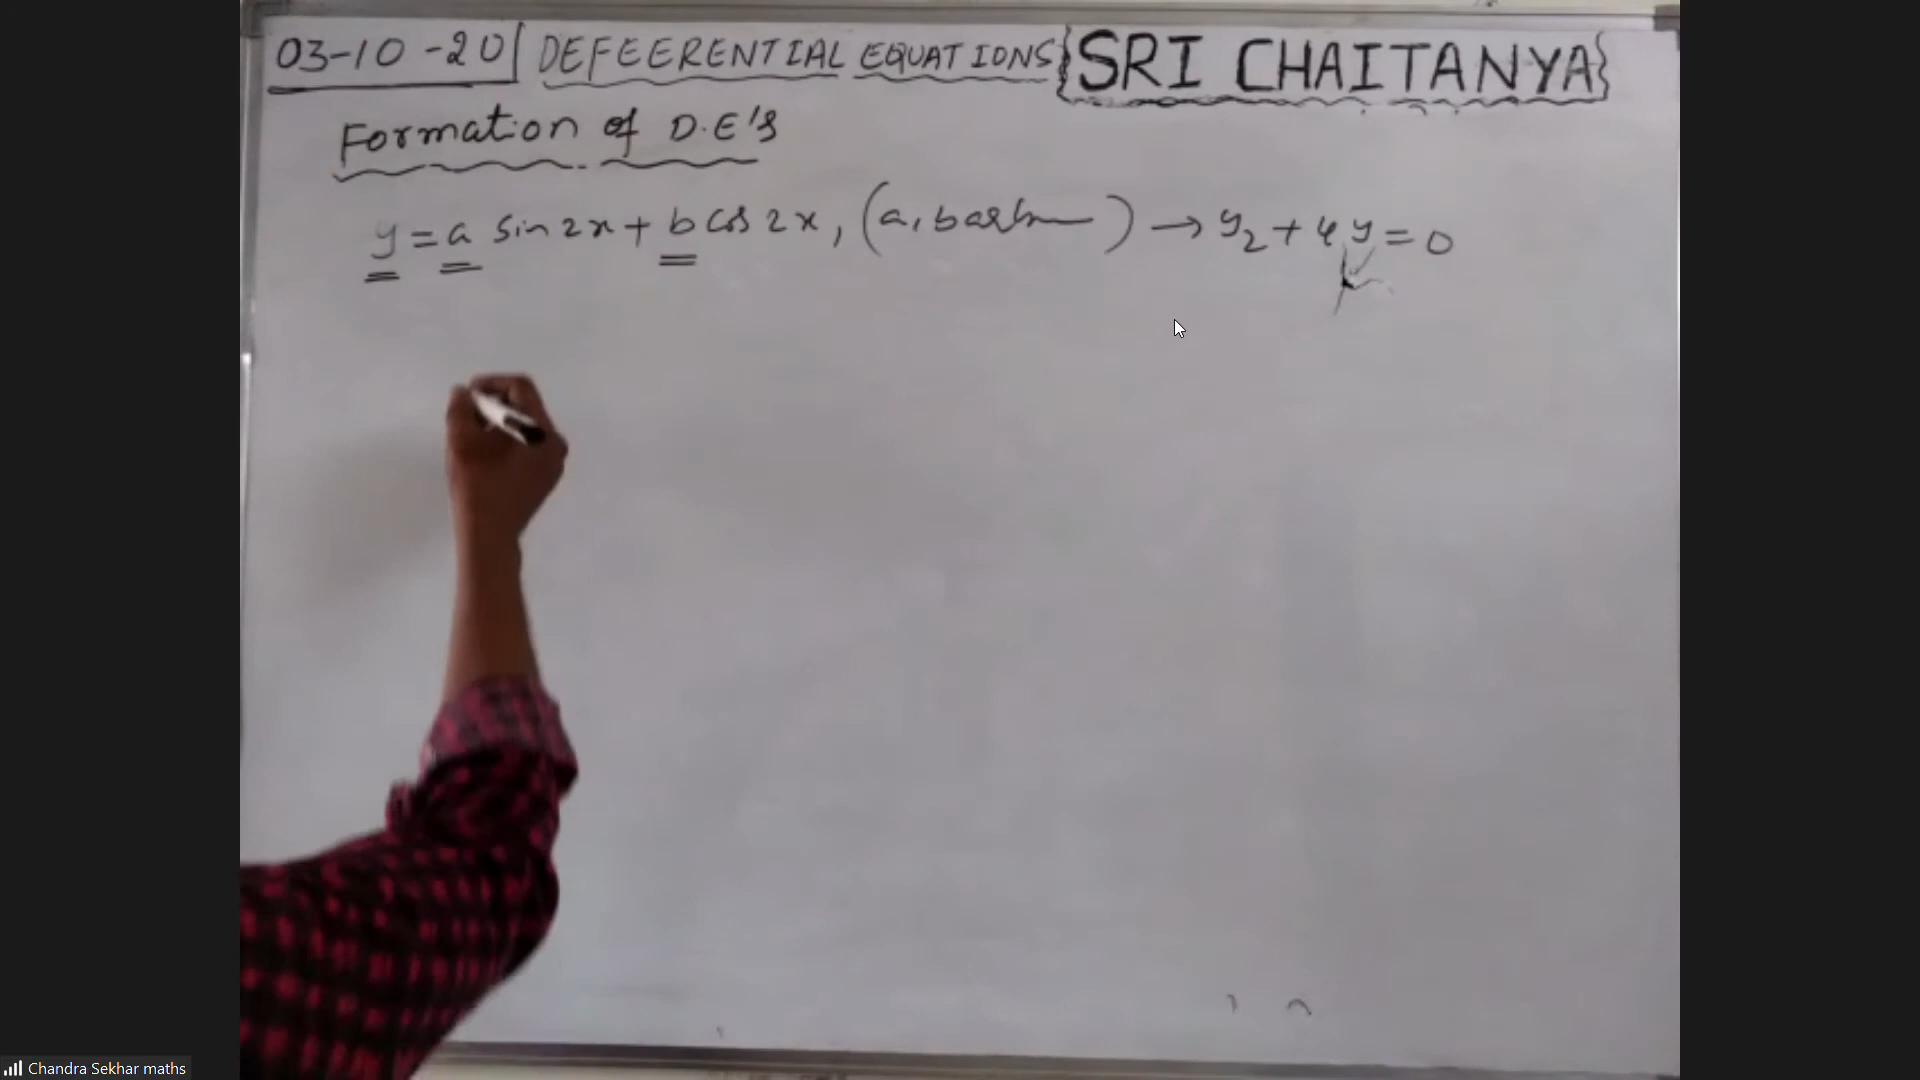 03-10-20 DEFEERENTIAL EQUATIONS {SRI CHAITANYA}
Formation of D.E's
y = a sin 2x + b cos 2x, (a, b ) → y₂ + 4y = 0
Chandra Sekhar maths